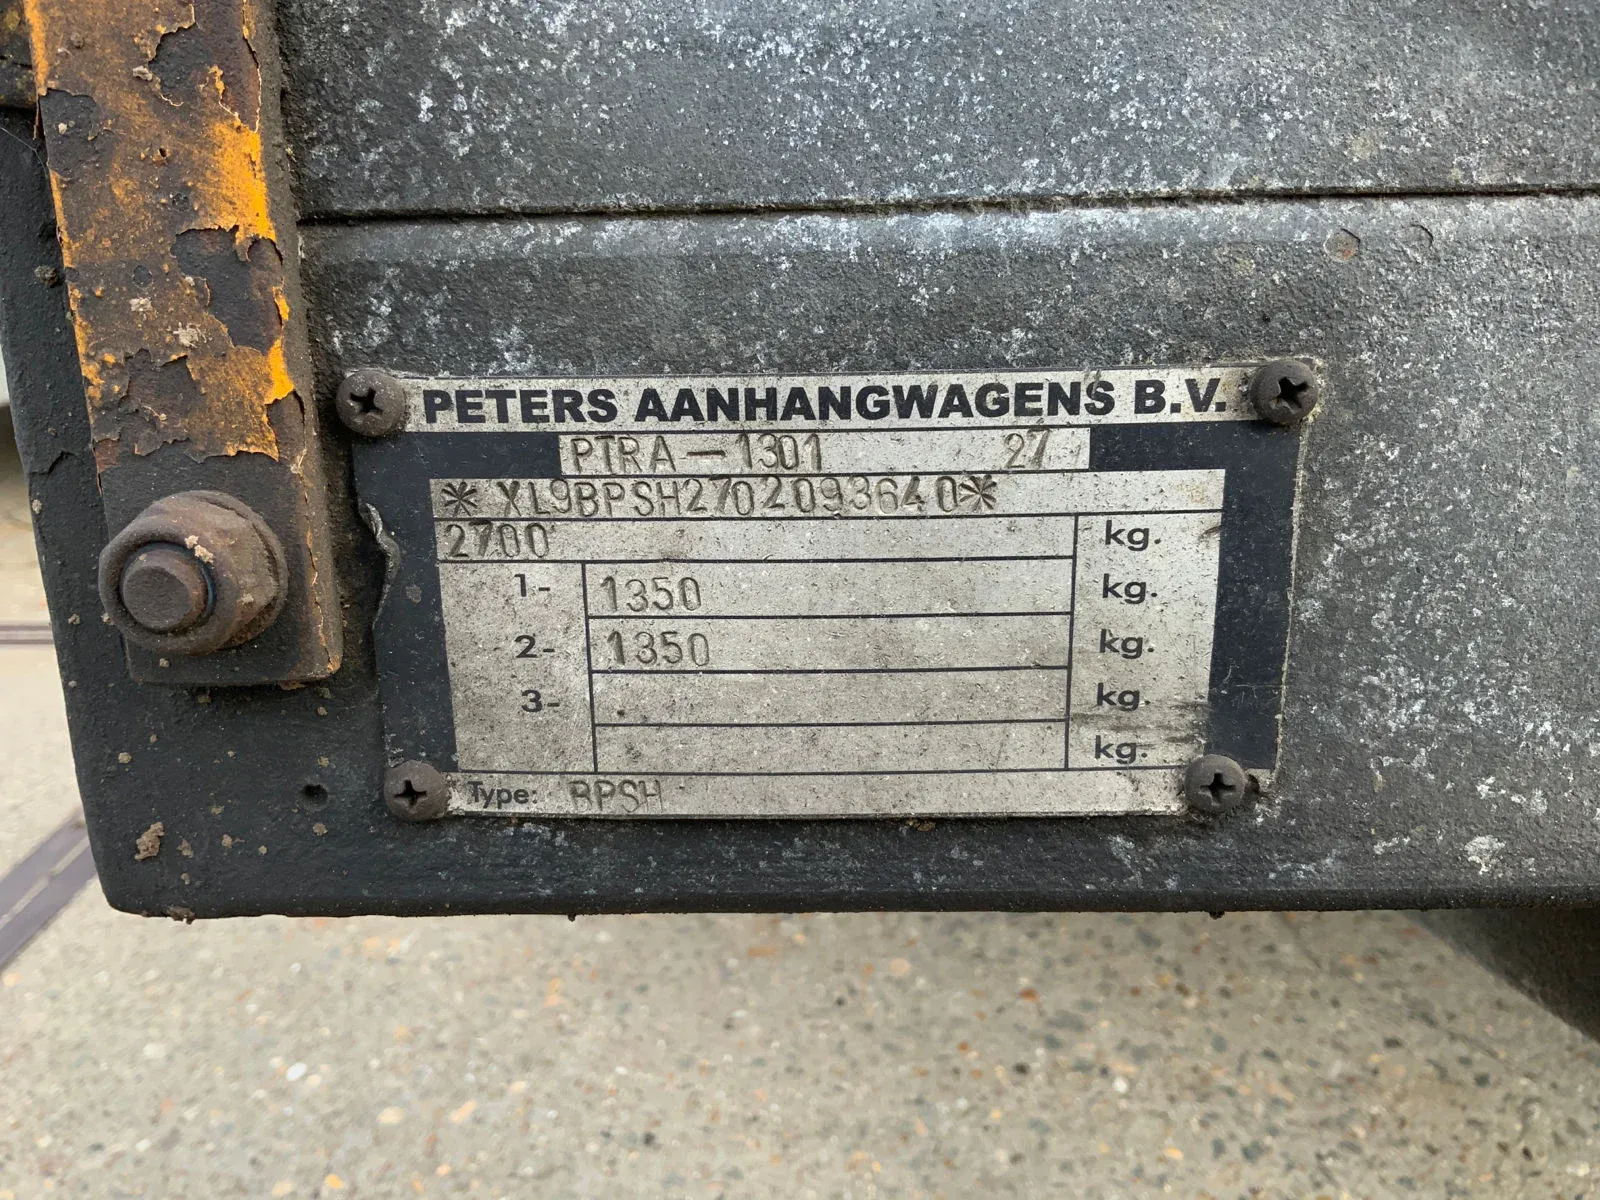 PETERS AANHANGWAGENS B.V.
PTRA-1301 27
*XL9BPSH2702093640*
2700 kg.
1- 1350 kg.
2- 1350 kg.
3- kg.
kg.
Type: BPSH